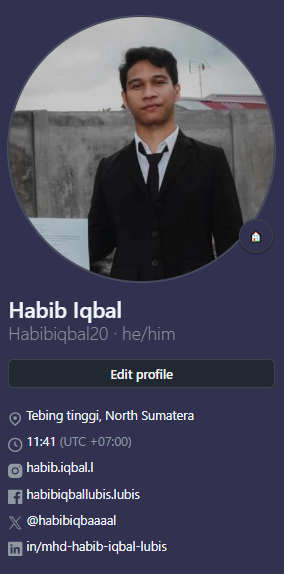 Habib Iqbal
Habibiqbal20 · he/him
Edit profile
Tebing tinggi, North Sumatera
11:41 (UTC +07:00)
habib.iqbal.l
habibiqballubis.lubis
@habibiqbaaaal
in/mhd-habib-iqbal-lubis